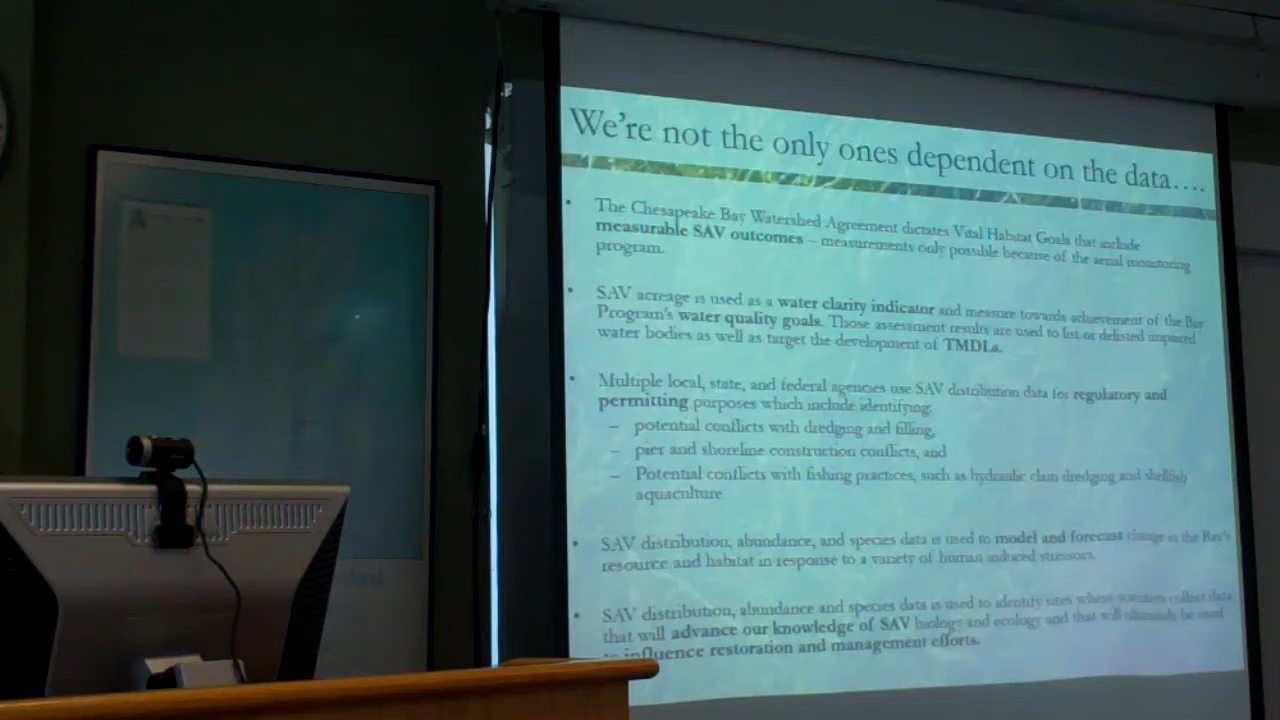 We're not the only ones dependent on the data....
• The Chesapeake Bay Watershed Agreement dictates Vital Habitat Goals that include
measurable SAV outcomes – measurements only possible because of the aerial monitoring
program.
• SAV acreage is used as a water clarity indicator and measure towards achievement of the Bay
Program's water quality goals. Those assessment results are used to list or delisted impaired
water bodies as well as target the development of TMDLs.
• Multiple local, state, and federal agencies use SAV distribution data for regulatory and
permitting purposes which include identifying:
– potential conflicts with dredging and filling,
– pier and shoreline construction conflicts, and
– Potential conflicts with fishing practices, such as hydraulic clam dredging and shellfish
aquaculture
• SAV distribution, abundance, and species data is used to model and forecast change in the Bay's
resource and habitat in response to a variety of human induced stressors.
• SAV distribution, abundance and species data is used to identify sites where scientists collect data
that will advance our knowledge of SAV biology and ecology and that will ultimately be used
to influence restoration and management efforts.
A